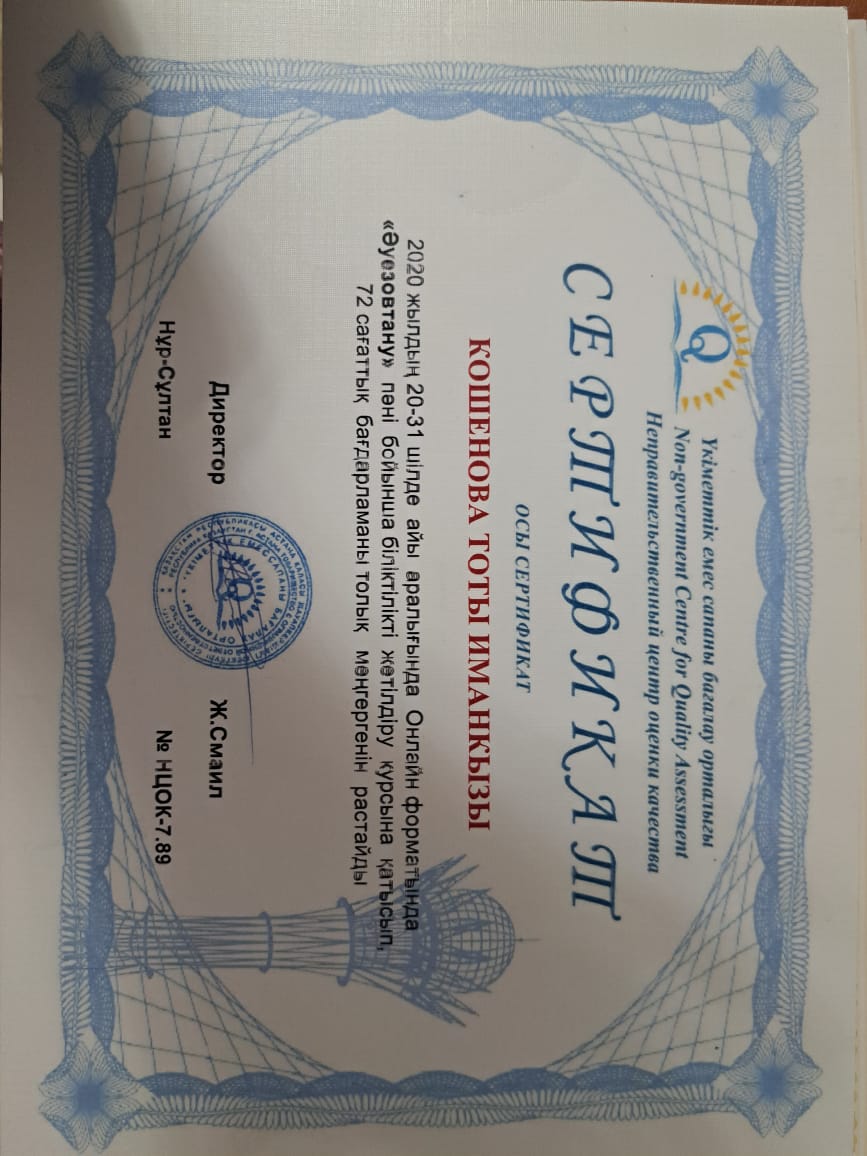 Үкіметтік емес сапаны бағалау орталығы
Non-government Centre for Quality Assessment
Неправительственный центр оценки качества
Q
СЕРТИФИКАТ
ОСЫ СЕРТИФИКАТ
КОШЕНОВА ТОТЫ ИМАНКЫЗЫ
2020 жылдың 20-31 шілде айы аралығында Онлайн форматында
«Әуезовтану» пәні бойынша біліктілікті жетілдіру курсына қатысып,
72 сағаттық бағдарламаны толық меңгергенін растайды
Директор Ж.Смаил
Нұр-Сұлтан № НЦОК-7.89